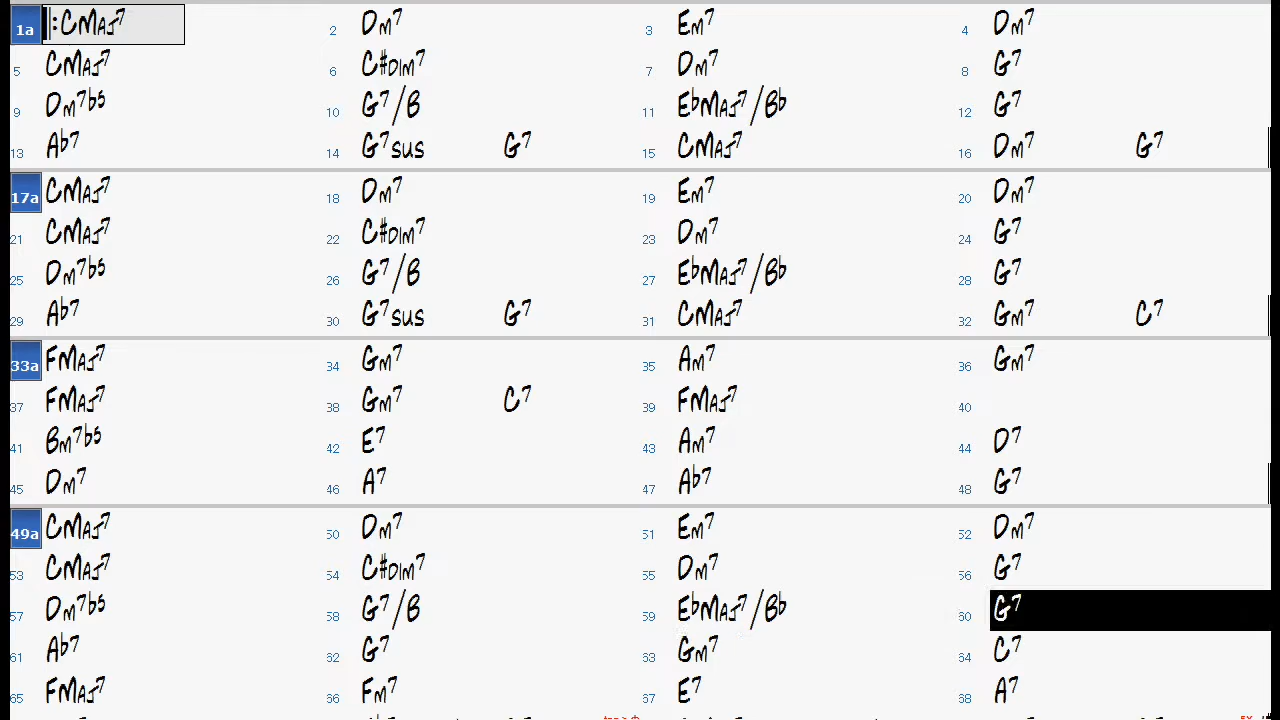 1a |:CMAJ7 2 Dm7 3 Em7 4 Dm7
5 CMAJ7 6 C#DIM7 7 Dm7 8 G7
9 Dm7b5 10 G7/B 11 EbMAJ7/Bb 12 G7
13 Ab7 14 G7sus G7 15 CMAJ7 16 Dm7 G7
17a CMAJ7 18 Dm7 19 Em7 20 Dm7
21 CMAJ7 22 C#DIM7 23 Dm7 24 G7
25 Dm7b5 26 G7/B 27 EbMAJ7/Bb 28 G7
29 Ab7 30 G7sus G7 31 CMAJ7 32 Gm7 C7
33a FMAJ7 34 Gm7 35 Am7 36 Gm7
37 FMAJ7 38 Gm7 C7 39 FMAJ7 40
41 Bm7b5 42 E7 43 Am7 44 D7
45 Dm7 46 A7 47 Ab7 48 G7
49a CMAJ7 50 Dm7 51 Em7 52 Dm7
53 CMAJ7 54 C#DIM7 55 Dm7 56 G7
57 Dm7b5 58 G7/B 59 EbMAJ7/Bb 60 G7
61 Ab7 62 G7 63 Gm7 64 C7
65 FMAJ7 66 Fm7 67 E7 68 A7